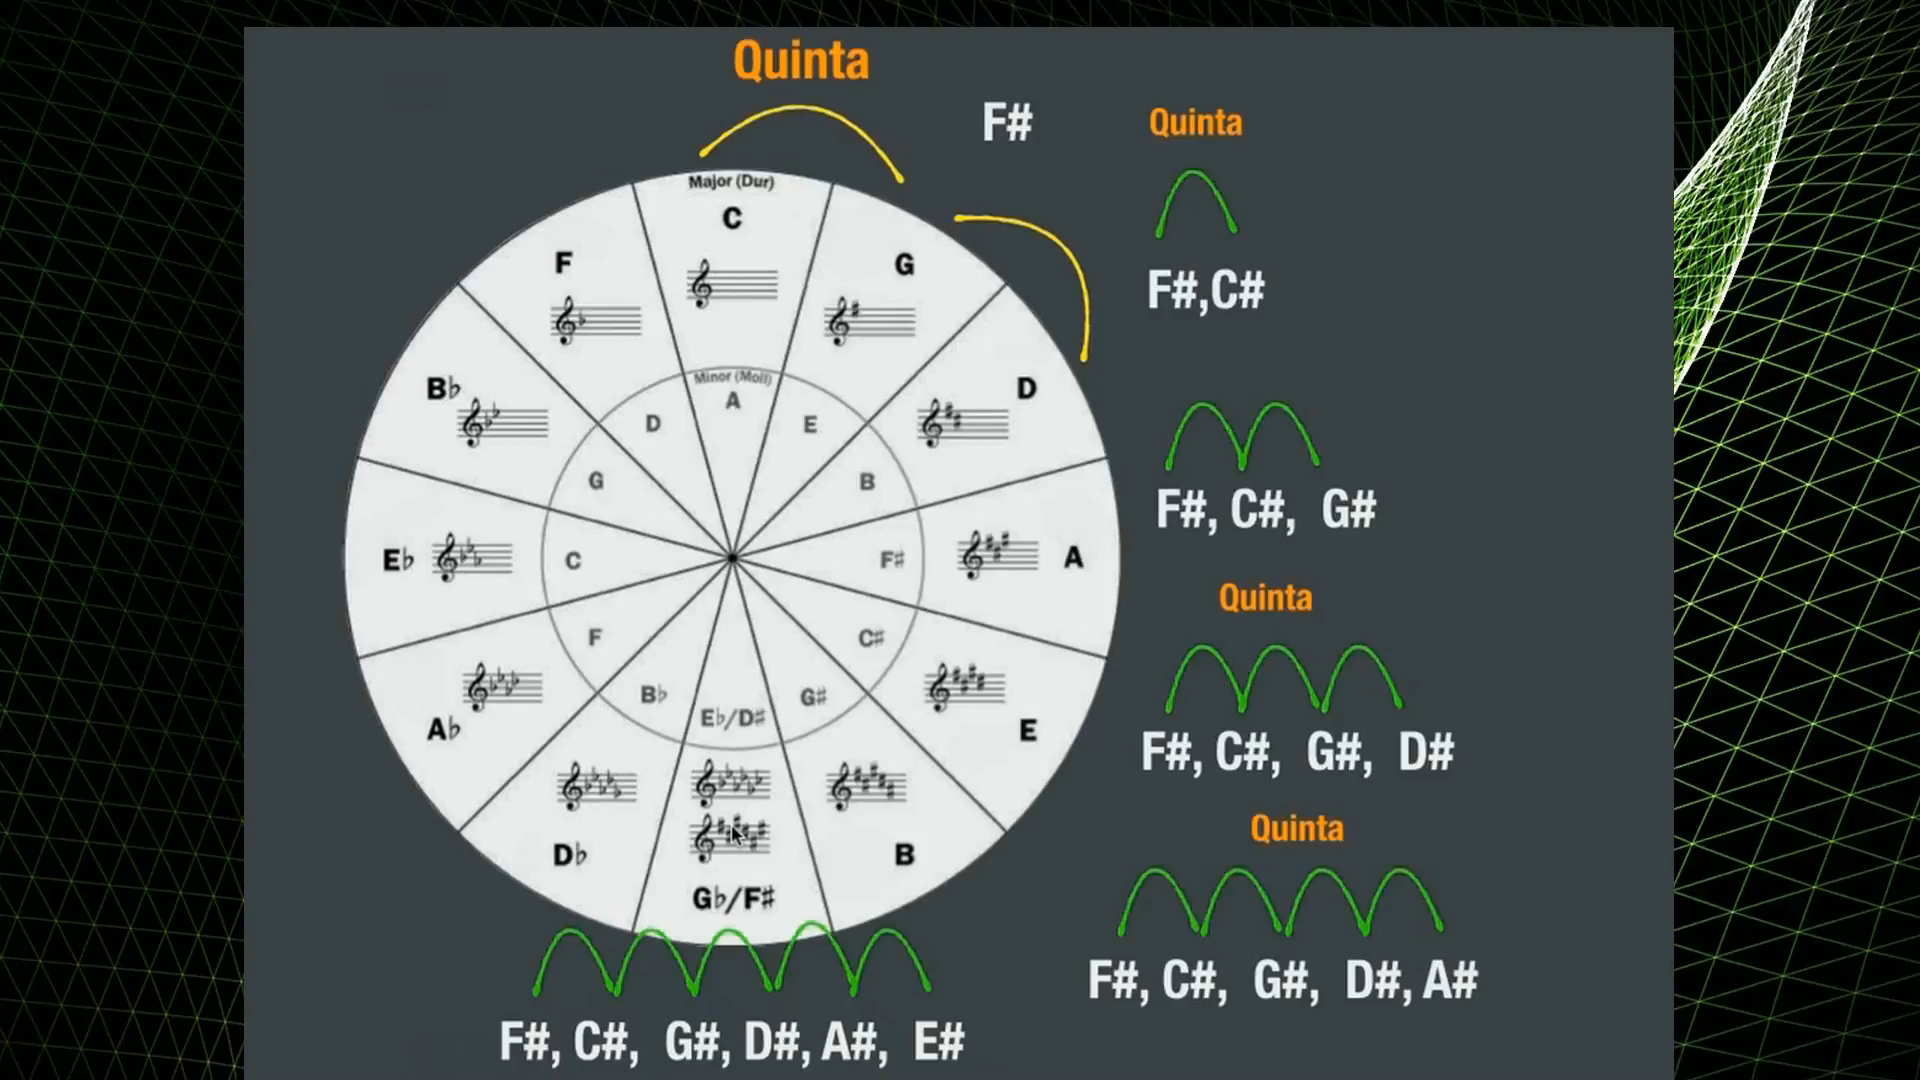 Quinta
F#
Quinta
F#,C#
F#, C#, G#
Quinta
F#, C#, G#, D#
Quinta
F#, C#, G#, D#, A#
F#, C#, G#, D#, A#, E#
Major (Dur)
C
G
D
A
E
B
G♭/F♯
D♭
A♭
E♭
B♭
F
Minor (Moll)
A
E
B
F♯
C♯
G♯
E♭/D♯
B♭
F
C
G
D